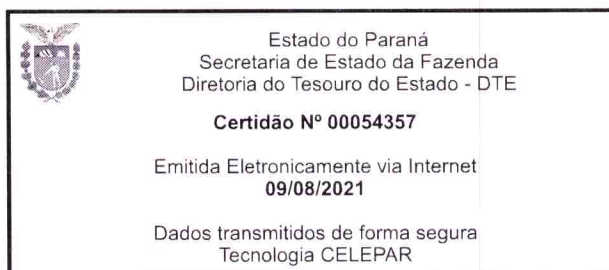 Estado do Paraná
Secretaria de Estado da Fazenda
Diretoria do Tesouro do Estado - DTE
Certidão Nº 00054357
Emitida Eletronicamente via Internet
09/08/2021
Dados transmitidos de forma segura
Tecnologia CELEPAR